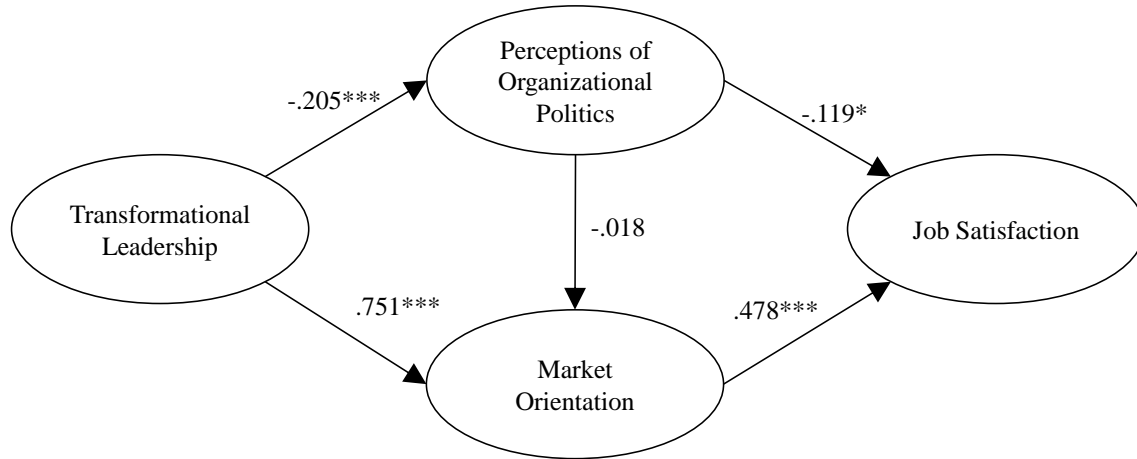 Perceptions of
Organizational
Politics
-.205***
-.119*
Transformational
Leadership
-.018
Job Satisfaction
.751***
.478***
Market
Orientation